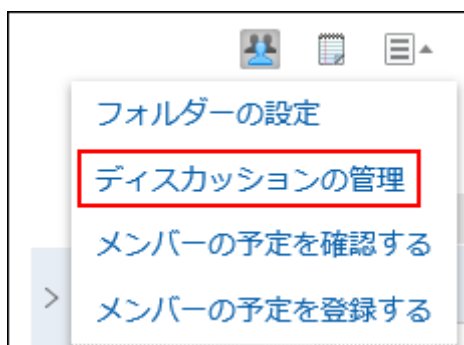 フォルダーの設定
ディスカッションの管理
メンバーの予定を確認する
メンバーの予定を登録する